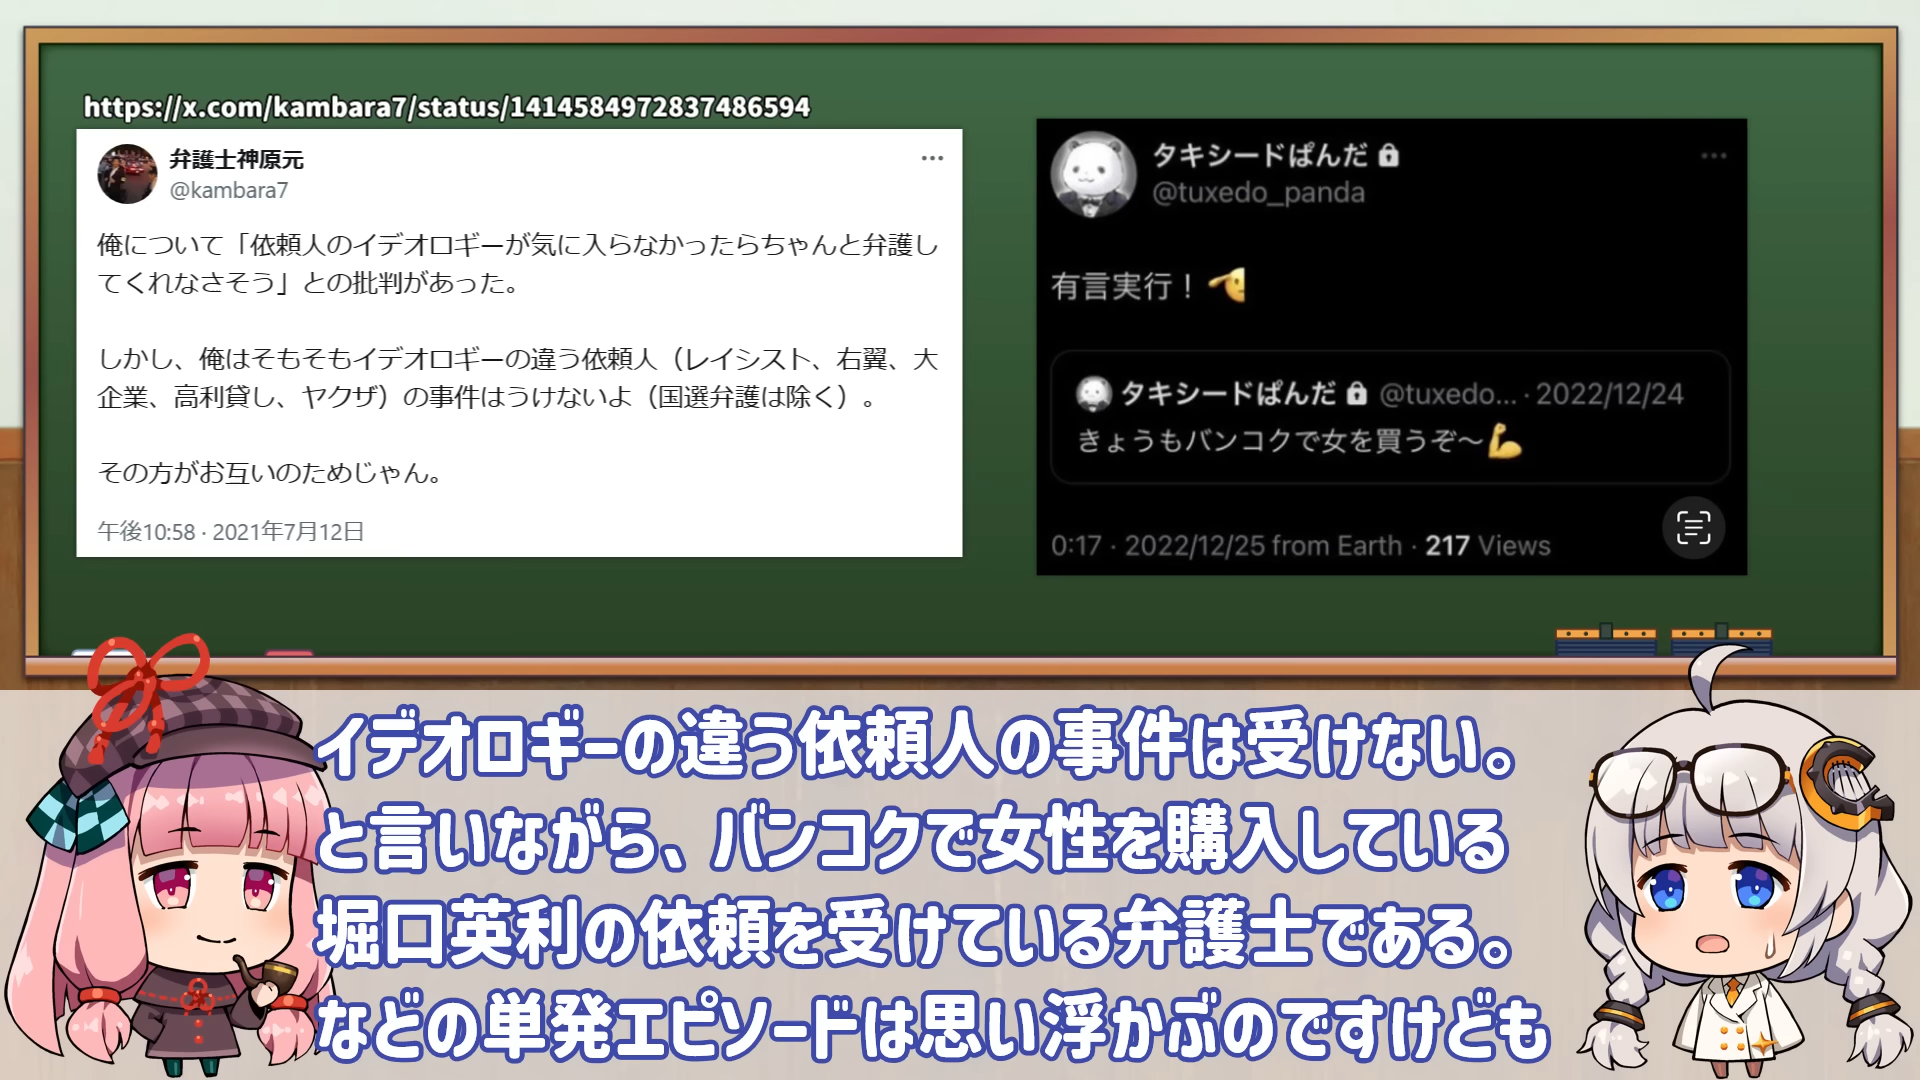 https://x.com/kambara7/status/1414584972837486594
弁護士神原元
@kambara7
俺について「依頼人のイデオロギーが気に入らなかったらちゃんと弁護し
てくれなさそう」との批判があった。
しかし、俺はそもそもイデオロギーの違う依頼人（レイシスト、右翼、大
企業、高利貸し、ヤクザ）の事件はうけないよ（国選弁護は除く）。
その方がお互いのためじゃん。
午後10:58 · 2021年7月12日
タキシードぱんだ
@tuxedo_panda
有言実行！
タキシードぱんだ @tuxedo... · 2022/12/24
きょうもバンコクで女を買うぞ〜💪
0:17 · 2022/12/25 from Earth · 217 Views
イデオロギーの違う依頼人の事件は受けない。
と言いながら、バンコクで女性を購入している
堀口英利の依頼を受けている弁護士である。
などの単発エピソードは思い浮かぶのですけども